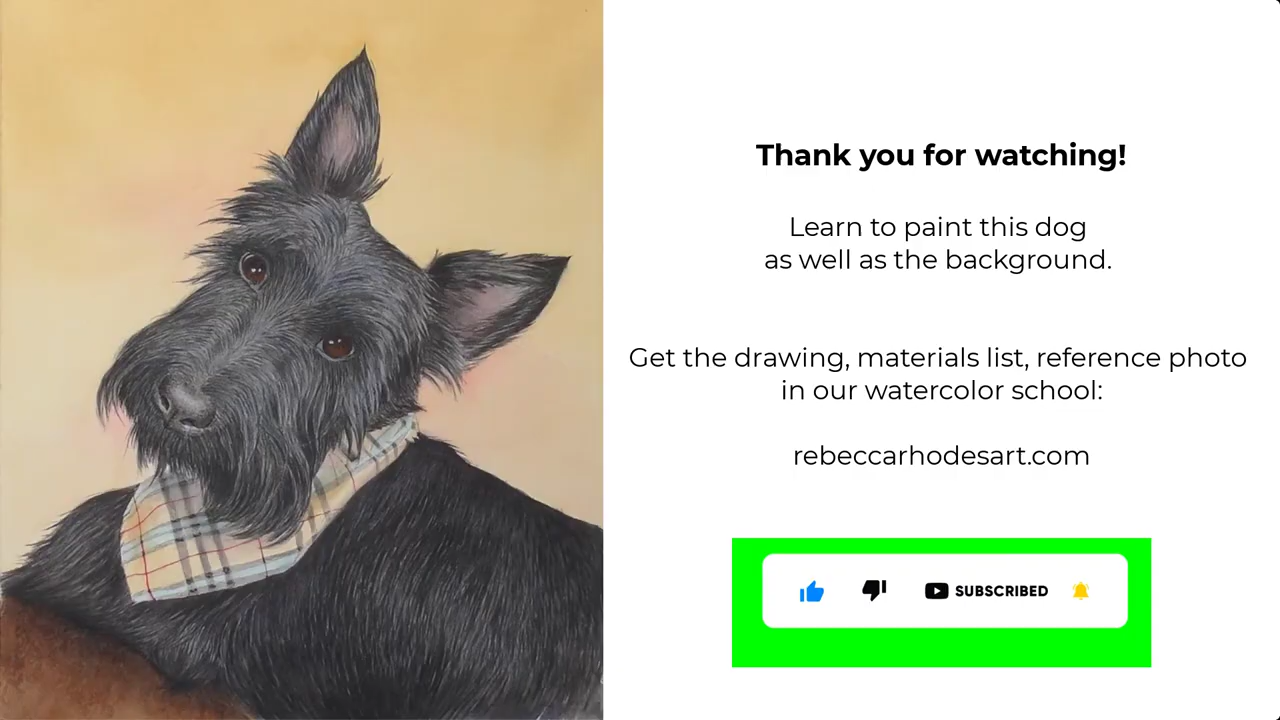 Thank you for watching!
Learn to paint this dog
as well as the background.
Get the drawing, materials list, reference photo
in our watercolor school:
rebeccarhodesart.com
SUBSCRIBED